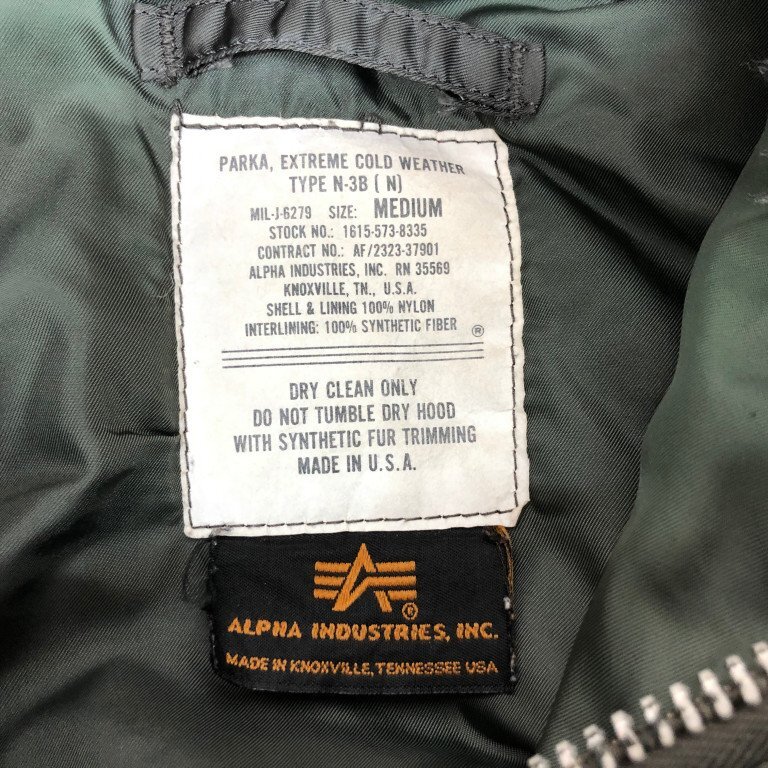 PARKA, EXTREME COLD WEATHER
TYPE N-3B ( N)
MIL-J-6279 SIZE: MEDIUM
STOCK NO.: 1615-573-8335
CONTRACT NO.: AF/2323-37901
ALPHA INDUSTRIES, INC. RN 35569
KNOXVILLE, TN., U.S.A.
SHELL & LINING 100% NYLON
INTERLINING: 100% SYNTHETIC FIBER ®
DRY CLEAN ONLY
DO NOT TUMBLE DRY HOOD
WITH SYNTHETIC FUR TRIMMING
MADE IN U.S.A.
®
ALPHA INDUSTRIES, INC.
MADE IN KNOXVILLE, TENNESSEE USA